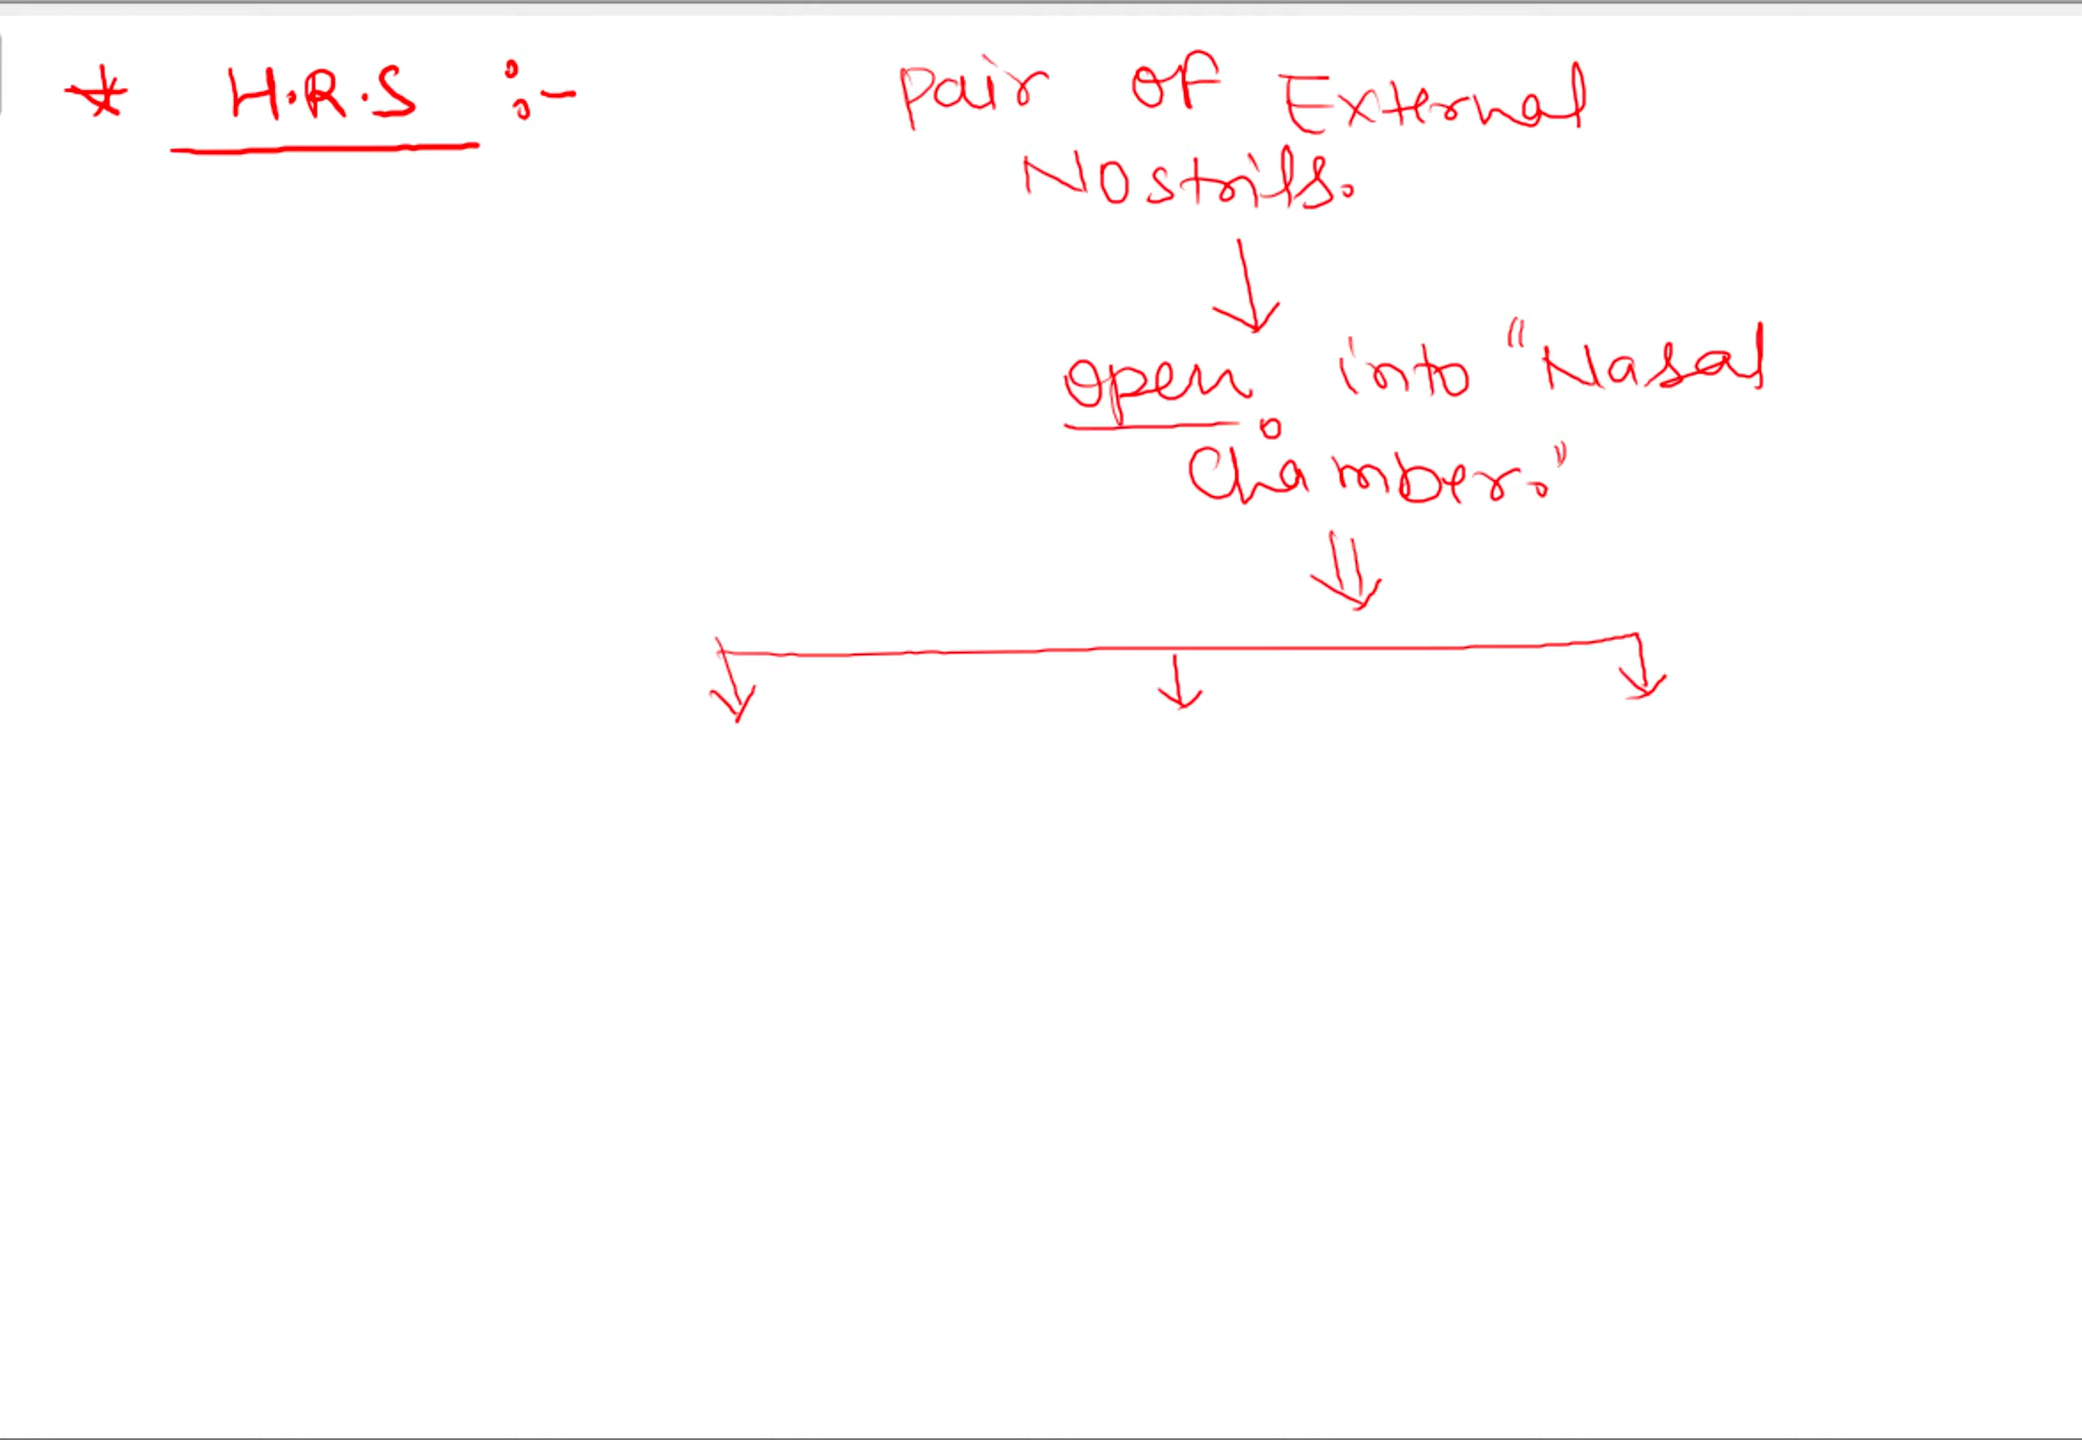 * H.R.S :-
Pair of External
Nostrils.
open into "Nasal
Chamber."